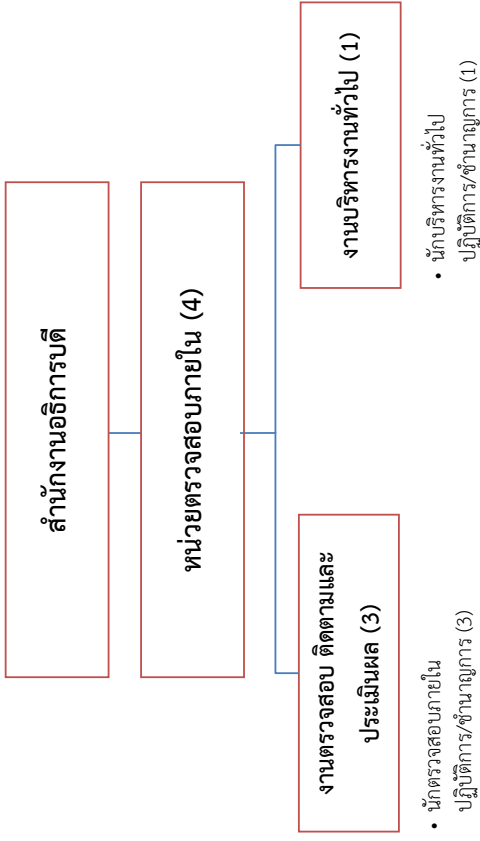 สำนักงานอธิการบดี
หน่วยตรวจสอบภายใน (4)
งานตรวจสอบ ติดตามและ
ประเมินผล (3)
• นักตรวจสอบภายใน
ปฏิบัติการ/ชำนาญการ (3)
งานบริหารงานทั่วไป (1)
• นักบริหารงานทั่วไป
ปฏิบัติการ/ชำนาญการ (1)